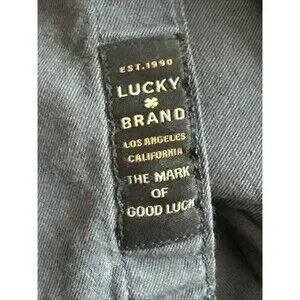 EST. 1990
LUCKY
BRAND
LOS ANGELES
CALIFORNIA
THE MARK
OF
GOOD LUCK